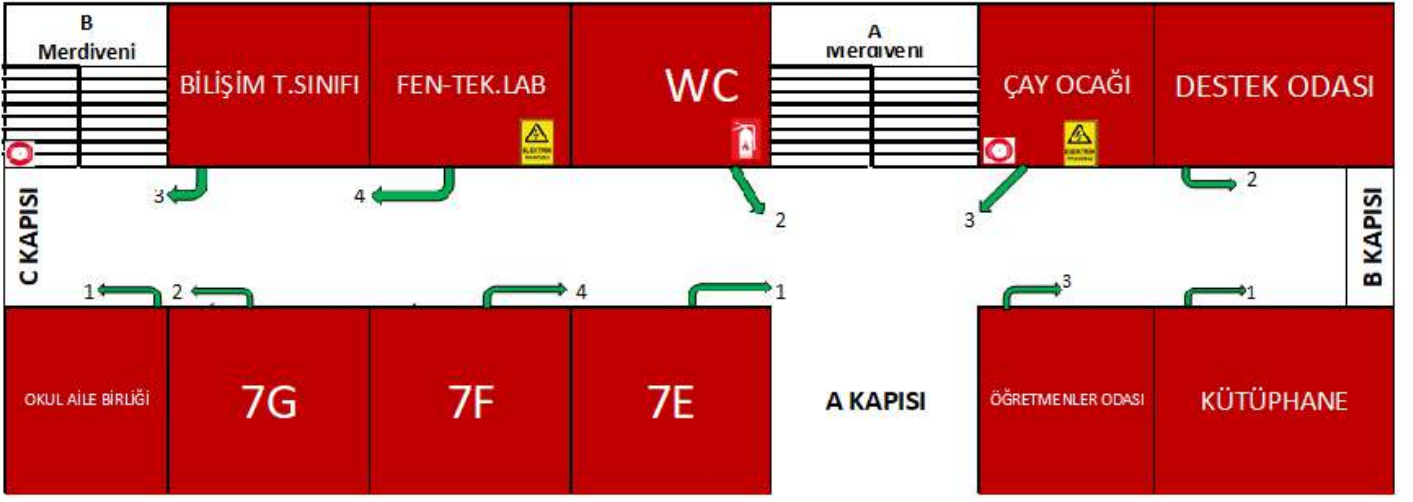 B
Merdiveni
BİLİŞİM T.SINIFI
FEN-TEK.LAB
WC
A
Merdiveni
ÇAY OCAĞI
DESTEK ODASI
3
4
2
3
2
C KAPISI
B KAPISI
1
2
4
1
3
1
OKUL AİLE BİRLİĞİ
7G
7F
7E
A KAPISI
ÖĞRETMENLER ODASI
KÜTÜPHANE